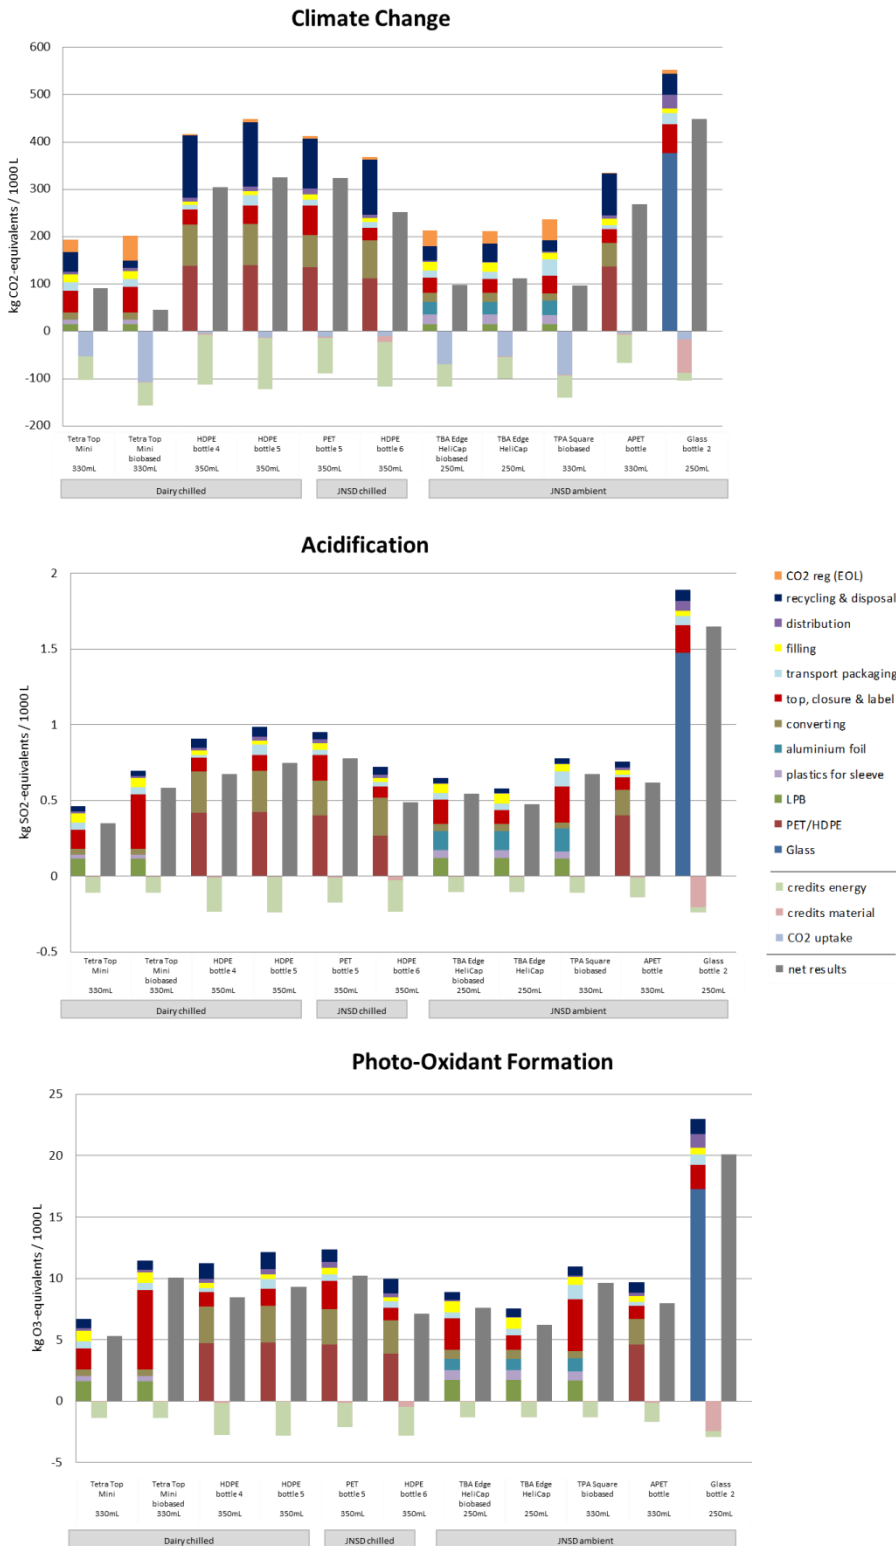 Climate Change
kg CO2-equivalents / 1000 L
600
500
400
300
200
100
0
-100
-200
Tetra Top Mini 330mL
Tetra Top Mini biobased 330mL
HDPE bottle 4 350mL
HDPE bottle 5 350mL
PET bottle 5 350mL
HDPE bottle 6 350mL
TBA Edge HeliCap biobased 250mL
TBA Edge HeliCap 250mL
TPA Square biobased 330mL
APET bottle 330mL
Glass bottle 2 250mL
Dairy chilled
JNSD chilled
JNSD ambient
Acidification
kg SO2-equivalents / 1000 L
2
1.5
1
0.5
0
-0.5
Tetra Top Mini 330mL
Tetra Top Mini biobased 330mL
HDPE bottle 4 350mL
HDPE bottle 5 350mL
PET bottle 5 350mL
HDPE bottle 6 350mL
TBA Edge HeliCap biobased 250mL
TBA Edge HeliCap 250mL
TPA Square biobased 330mL
APET bottle 330mL
Glass bottle 2 250mL
Dairy chilled
JNSD chilled
JNSD ambient
CO2 reg (EOL)
recycling & disposal
distribution
filling
transport packaging
top, closure & label
converting
aluminium foil
plastics for sleeve
LPB
PET/HDPE
Glass
credits energy
credits material
CO2 uptake
net results
Photo-Oxidant Formation
kg O3-equivalents / 1000 L
25
20
15
10
5
0
-5
Tetra Top Mini 330mL
Tetra Top Mini biobased 330mL
HDPE bottle 4 350mL
HDPE bottle 5 350mL
PET bottle 5 350mL
HDPE bottle 6 350mL
TBA Edge HeliCap biobased 250mL
TBA Edge HeliCap 250mL
TPA Square biobased 330mL
APET bottle 330mL
Glass bottle 2 250mL
Dairy chilled
JNSD chilled
JNSD ambient